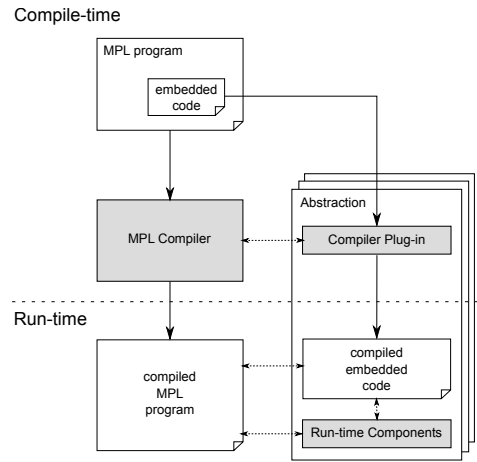 Compile-time
MPL program
embedded
code
Abstraction
MPL Compiler
Compiler Plug-in
Run-time
compiled
MPL
program
compiled
embedded
code
Run-time Components